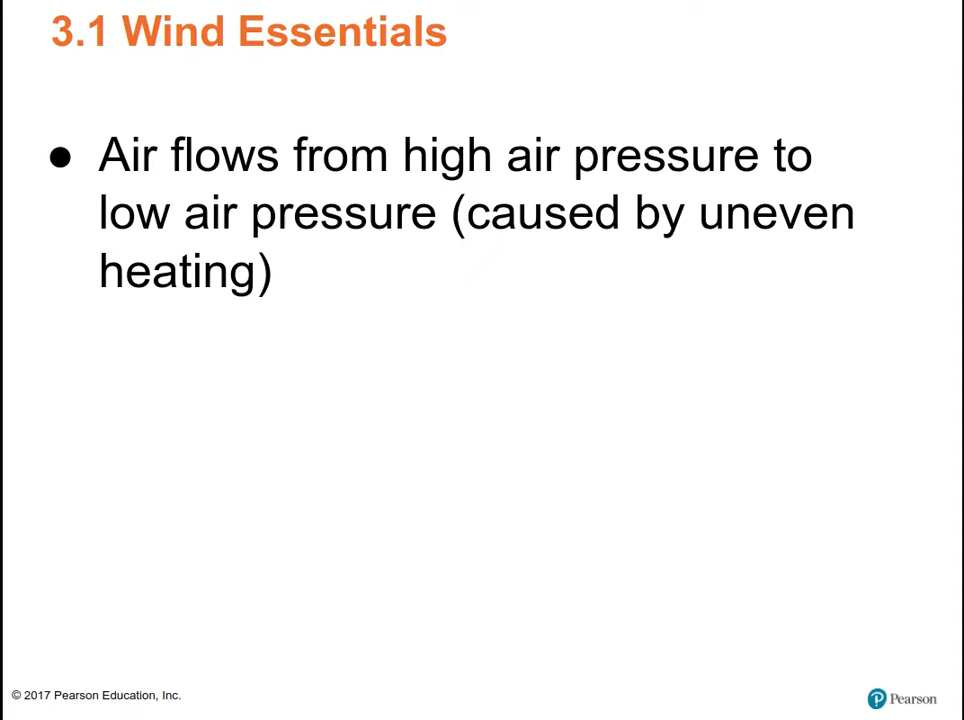 3.1 Wind Essentials
● Air flows from high air pressure to
low air pressure (caused by uneven
heating)
© 2017 Pearson Education, Inc.
Pearson